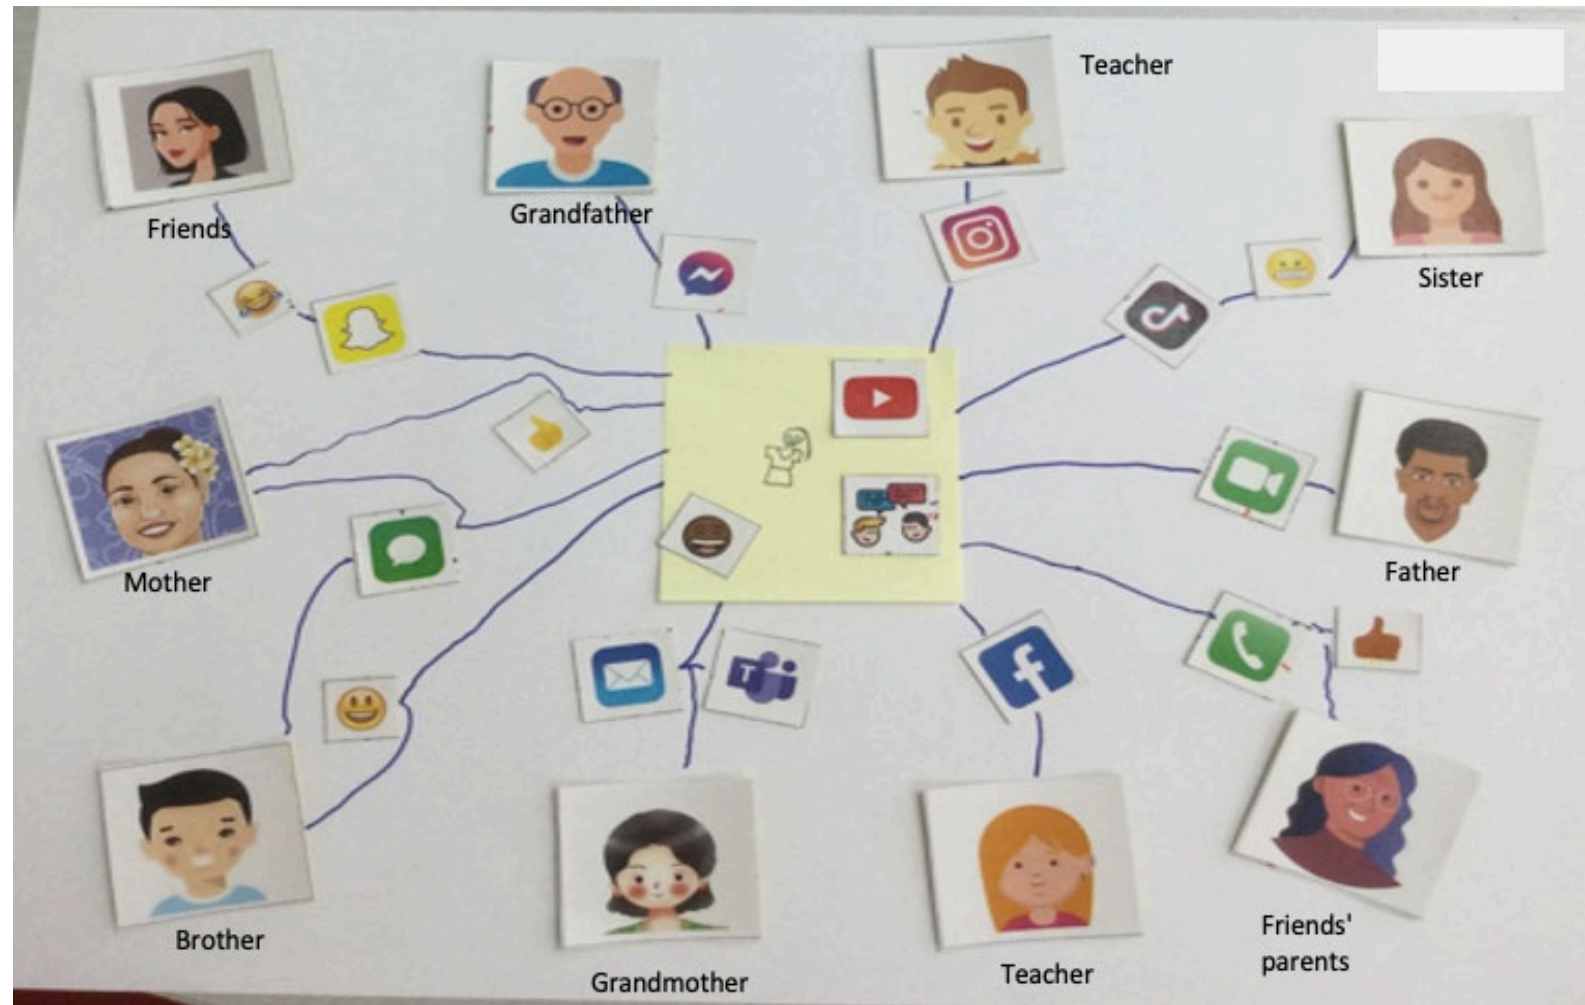 Teacher
Friends
Grandfather
Sister
Mother
Father
Brother
Grandmother
Teacher
Friends'
parents